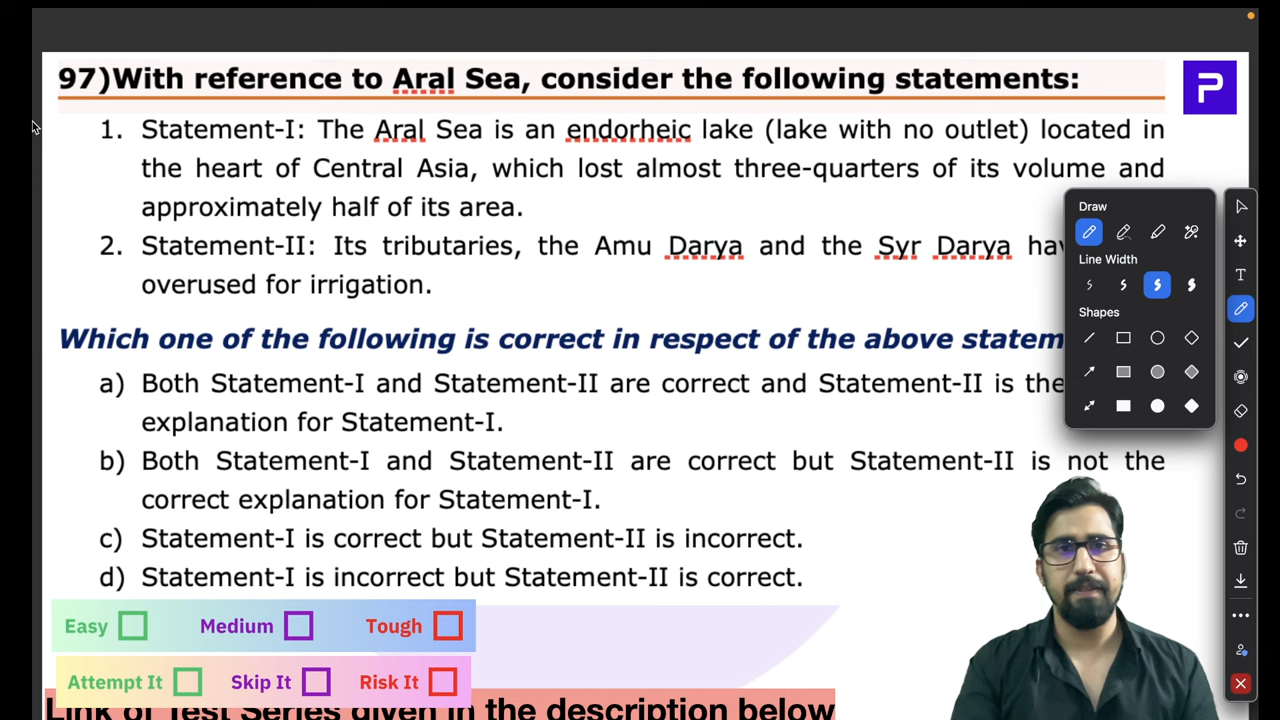 97)With reference to Aral Sea, consider the following statements:
1. Statement-I: The Aral Sea is an endorheic lake (lake with no outlet) located in
the heart of Central Asia, which lost almost three-quarters of its volume and
approximately half of its area.
2. Statement-II: Its tributaries, the Amu Darya and the Syr Darya
overused for irrigation.
Which one of the following is correct in respect of the above
a) Both Statement-I and Statement-II are correct and Statement-II is the
explanation for Statement-I.
b) Both Statement-I and Statement-II are correct but Statement-II is not the
correct explanation for Statement-I.
c) Statement-I is correct but Statement-II is incorrect.
d) Statement-I is incorrect but Statement-II is correct.
Draw
Line Width
Shapes
T
P
Easy Medium Tough
Attempt It Skip It Risk It
Link of Test Series given in the description below